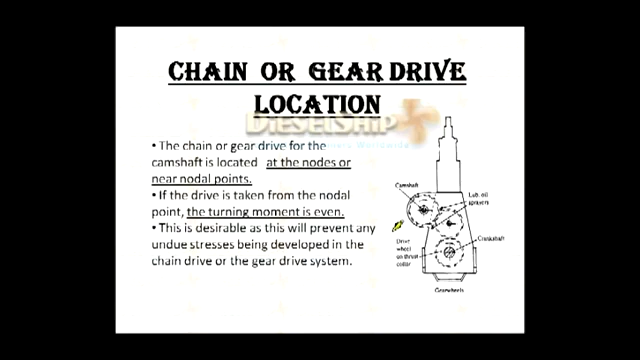 CHAIN OR GEAR DRIVE
LOCATION
DIESELSHIP
• The chain or gear drive for the
camshaft is located at the nodes or
near nodal points.
• If the drive is taken from the nodal
point, the turning moment is even.
• This is desirable as this will prevent any
undue stresses being developed in the
chain drive or the gear drive system.
Camshaft
Lub. oil
sprayers
Drive
wheel
on thrust
collar
Crankshaft
Gearwheels